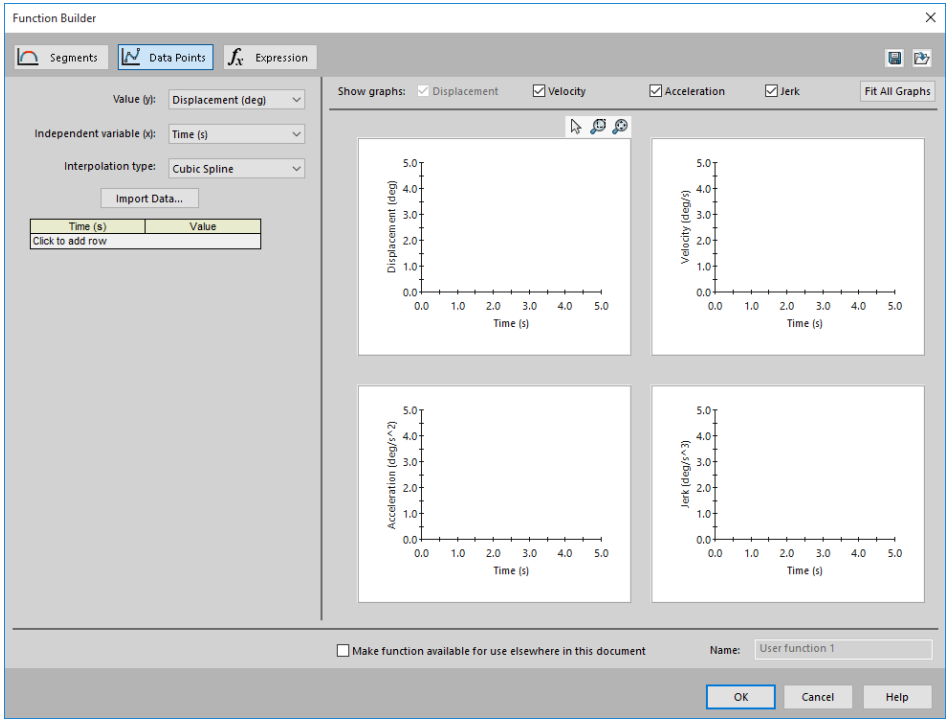 Function Builder
Segments Data Points fx Expression
Value (y): Displacement (deg)
Independent variable (x): Time (s)
Interpolation type: Cubic Spline
Import Data...
Time (s) Value
Click to add row
Show graphs: Displacement Velocity Acceleration Jerk Fit All Graphs
5.0
4.0
3.0
2.0
1.0
0.0
Displacement (deg)
0.0 1.0 2.0 3.0 4.0 5.0
Time (s)
5.0
4.0
3.0
2.0
1.0
0.0
Velocity (deg/s)
0.0 1.0 2.0 3.0 4.0 5.0
Time (s)
5.0
4.0
3.0
2.0
1.0
0.0
Acceleration (deg/s^2)
0.0 1.0 2.0 3.0 4.0 5.0
Time (s)
5.0
4.0
3.0
2.0
1.0
0.0
Jerk (deg/s^3)
0.0 1.0 2.0 3.0 4.0 5.0
Time (s)
Make function available for use elsewhere in this document
Name: User function 1
OK Cancel Help